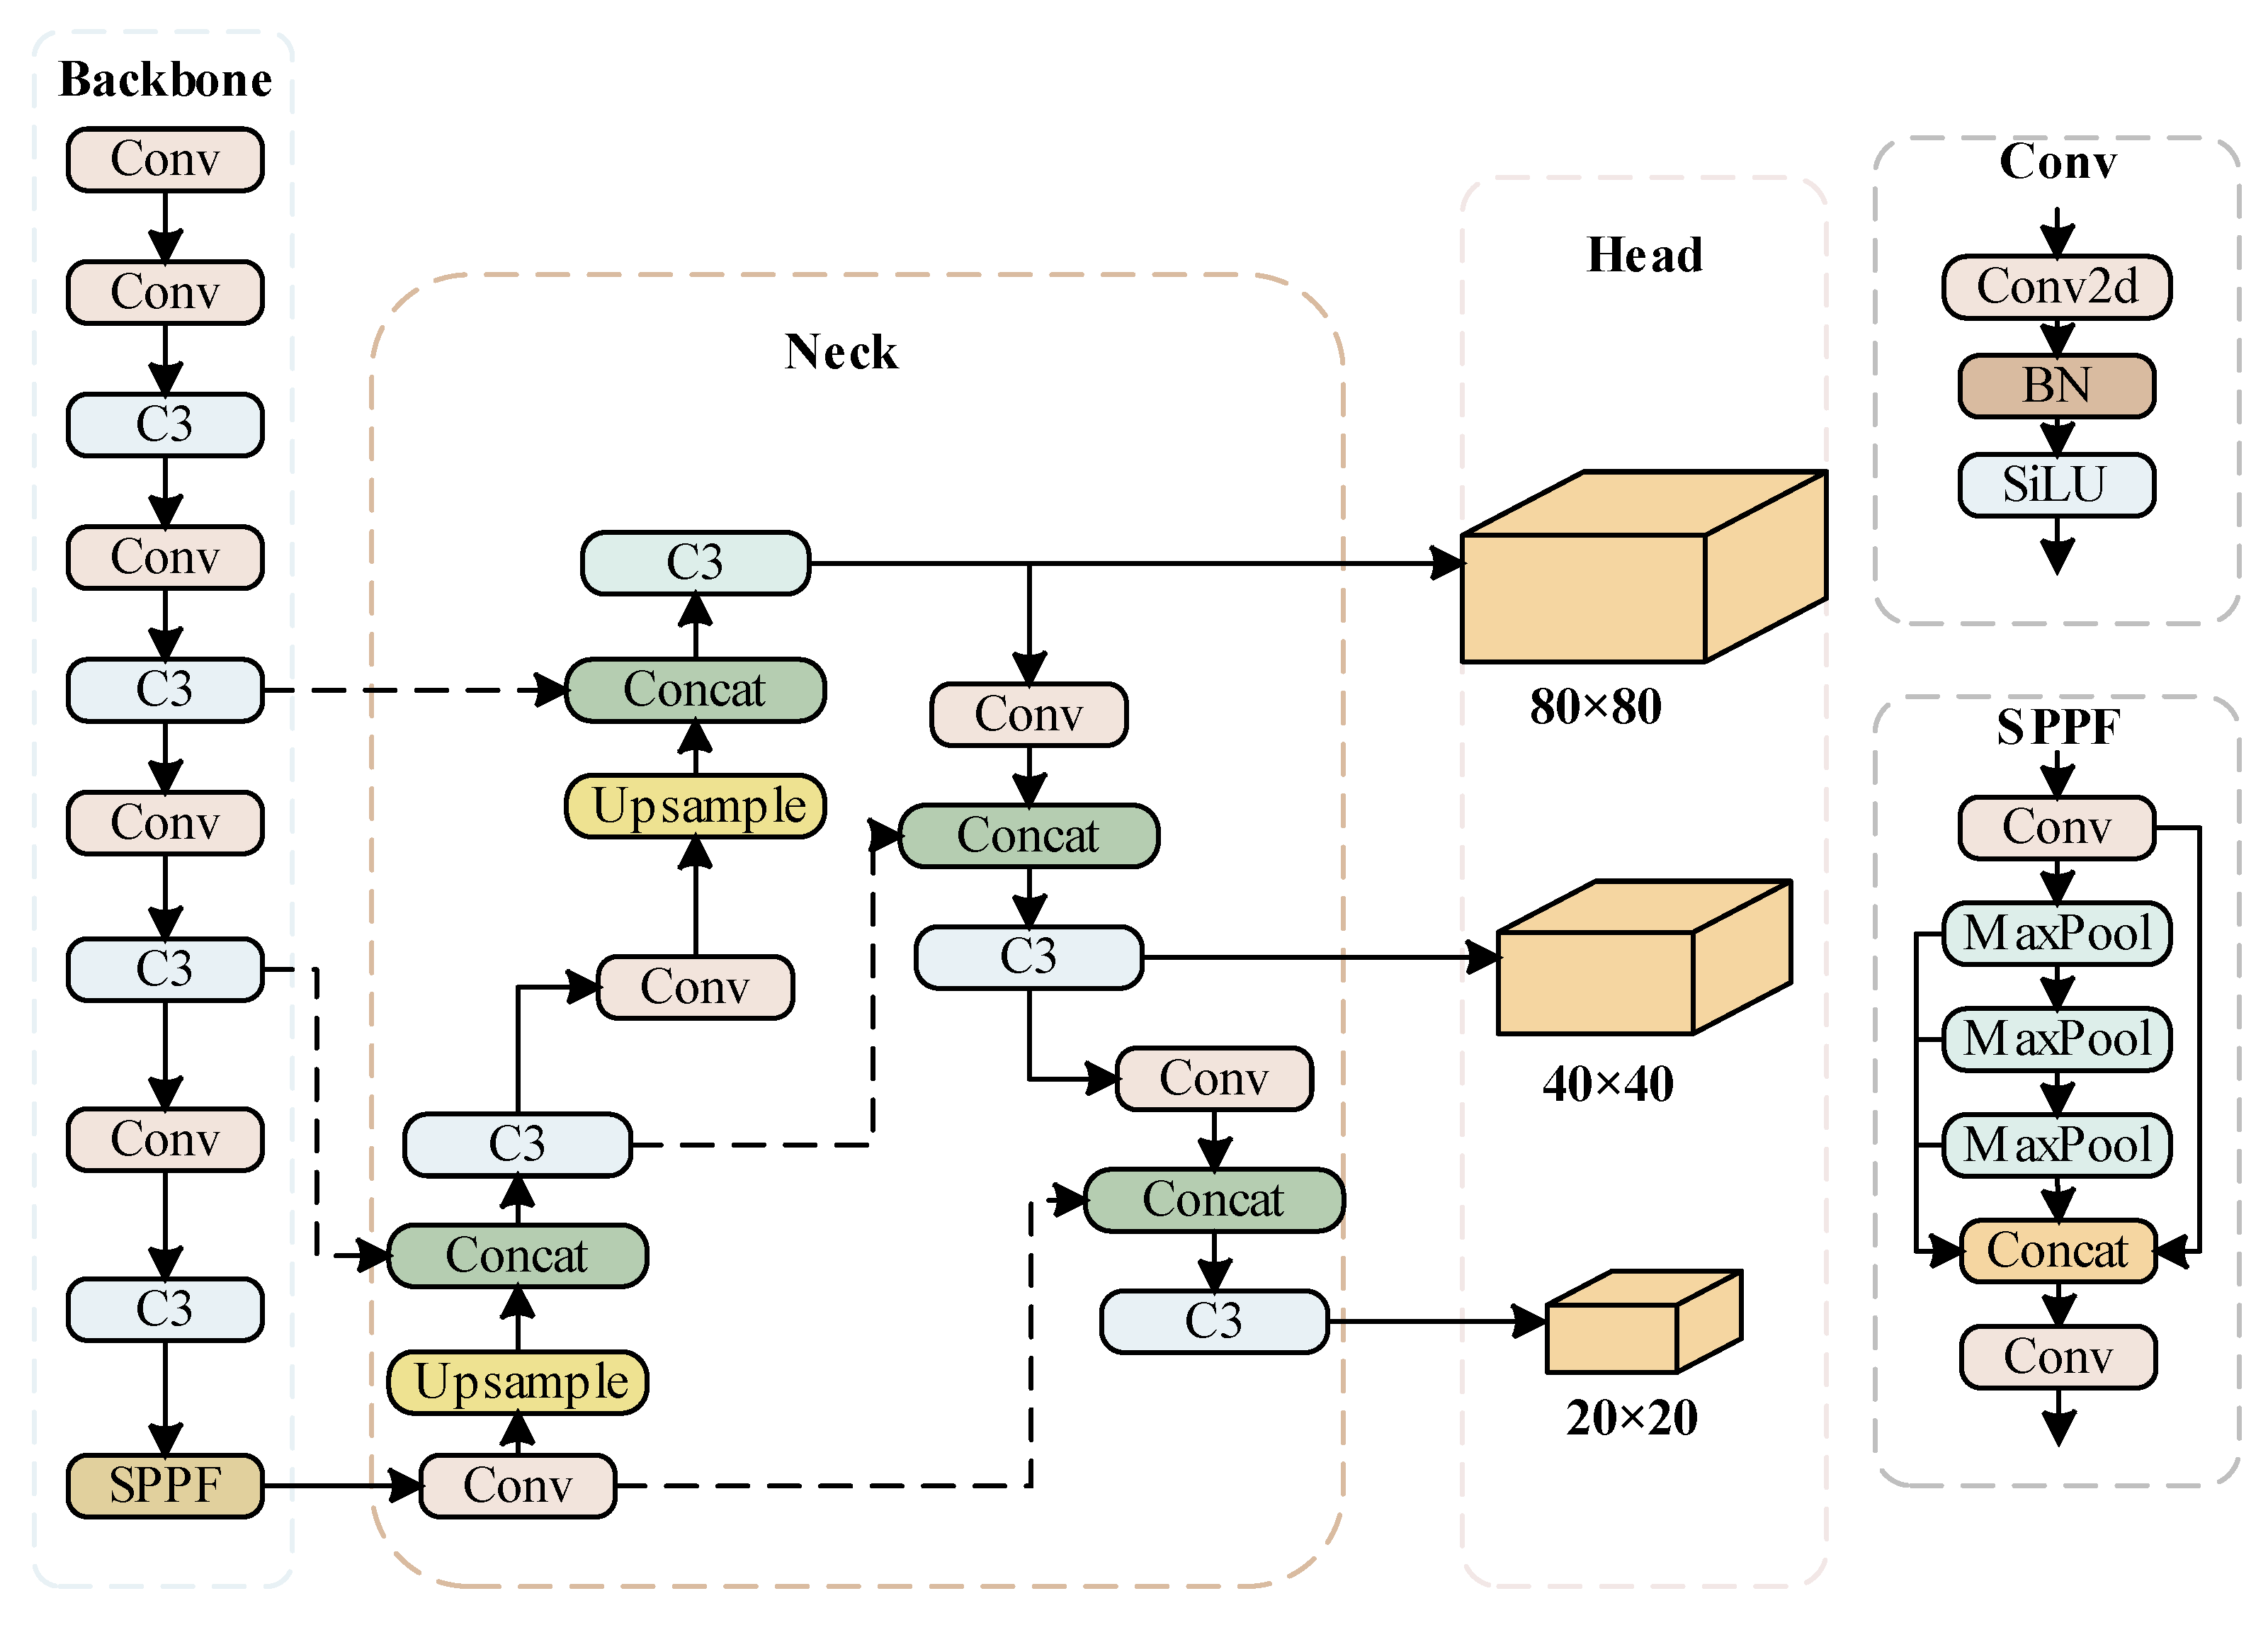 Backbone
Conv
Conv
C3
Conv
C3
Conv
C3
Conv
C3
SPPF
Neck
C3
Concat
Upsample
Conv
C3
Concat
Upsample
Conv
Conv
Concat
C3
Conv
Concat
C3
Head
80×80
40×40
20×20
Conv
Conv2d
BN
SiLU
SPPF
Conv
MaxPool
MaxPool
MaxPool
Concat
Conv